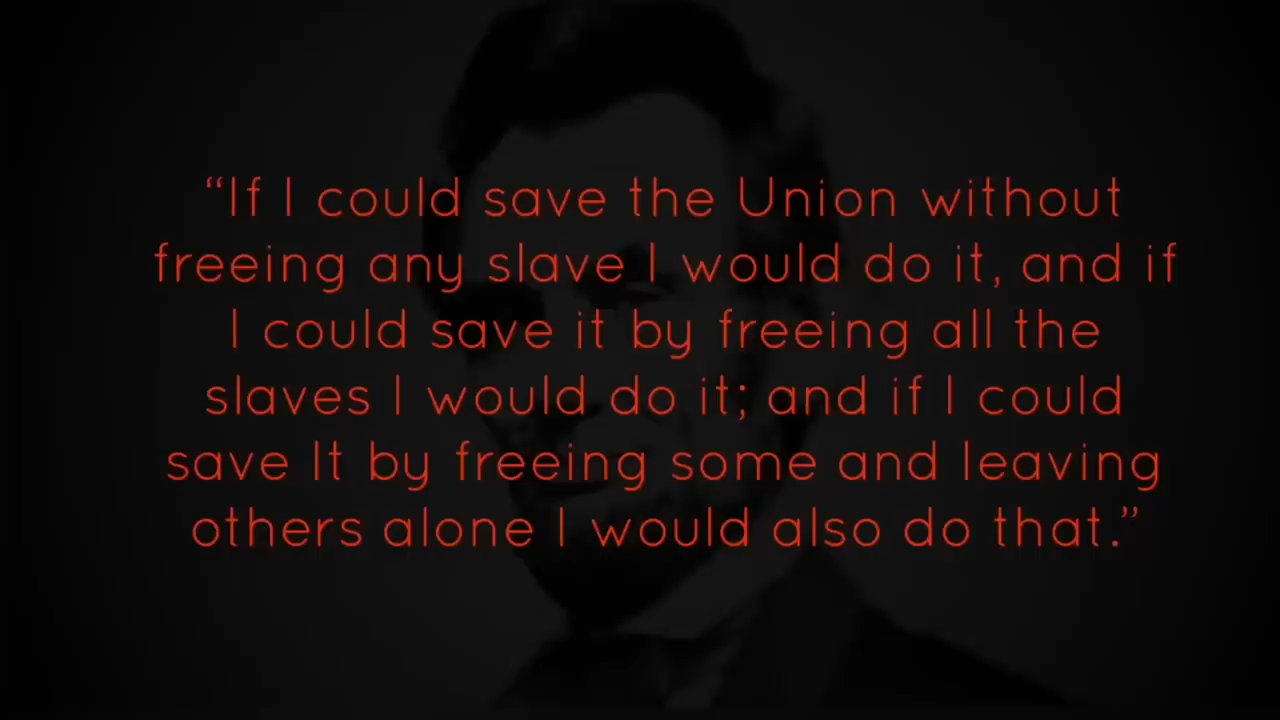 “If I could save the Union without
freeing any slave I would do it, and if
I could save it by freeing all the
slaves I would do it; and if I could
save It by freeing some and leaving
others alone I would also do that.”